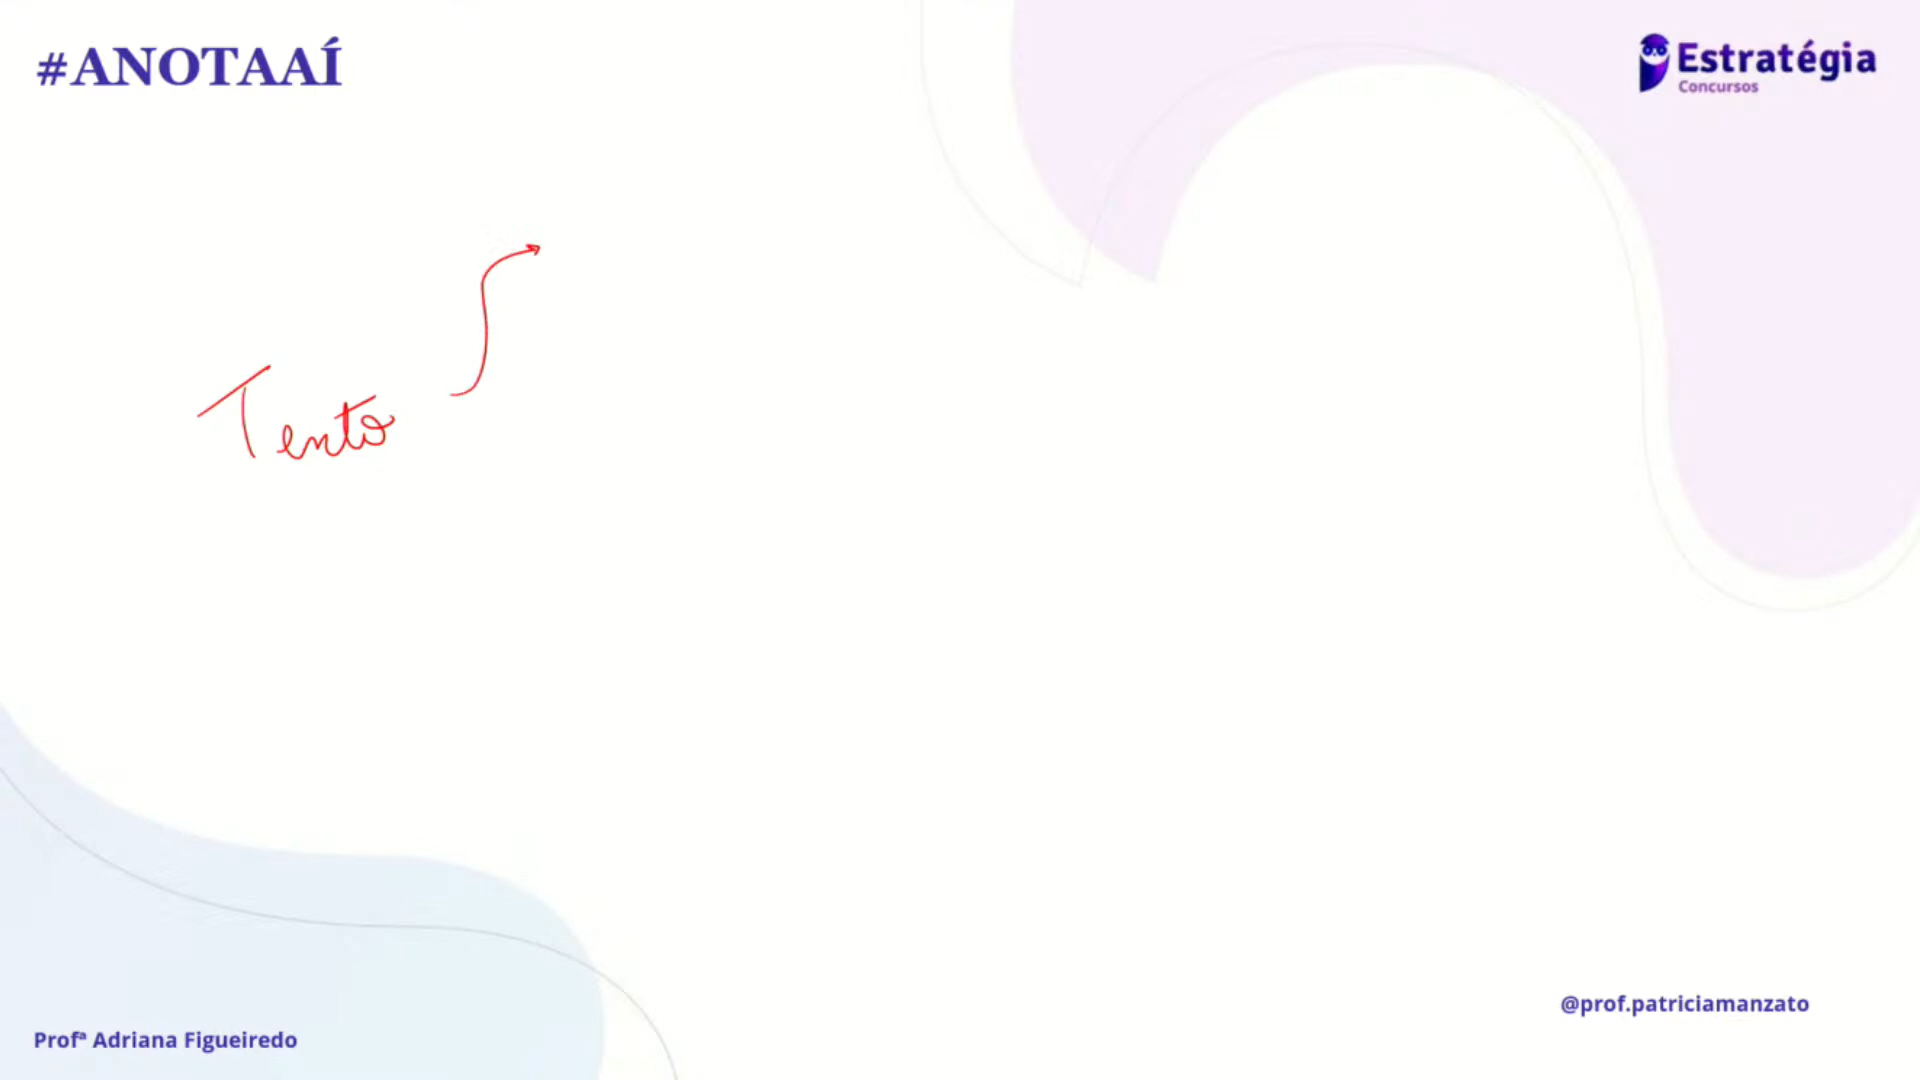 #ANOTAAÍ
Estratégia
Concursos
Tento
@prof.patriciamanzato
Profª Adriana Figueiredo